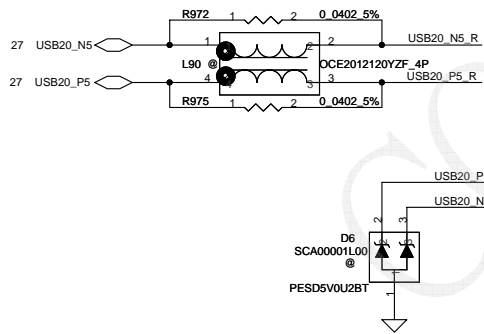 R972 1 2 0_0402_5%
27 USB20_N5 1 2 USB20_N5_R
L90 @ OCE2012120YZF_4P
27 USB20_P5 4 3 USB20_P5_R
R975 1 2 0_0402_5%
USB20_P
USB20_N
2 3
D6
SCA00001L00
@
PESD5V0U2BT
1
1